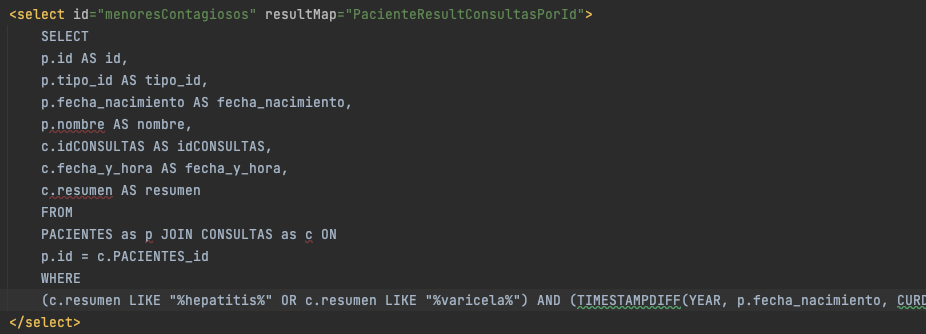 <select id="menoresContagiosos" resultMap="PacienteResultConsultasPorId">
SELECT
p.id AS id,
p.tipo_id AS tipo_id,
p.fecha_nacimiento AS fecha_nacimiento,
p.nombre AS nombre,
c.idCONSULTAS AS idCONSULTAS,
c.fecha_y_hora AS fecha_y_hora,
c.resumen AS resumen
FROM
PACIENTES as p JOIN CONSULTAS as c ON
p.id = c.PACIENTES_id
WHERE
(c.resumen LIKE "%hepatitis%" OR c.resumen LIKE "%varicela%") AND (TIMESTAMPDIFF(YEAR, p.fecha_nacimiento, CURD
</select>